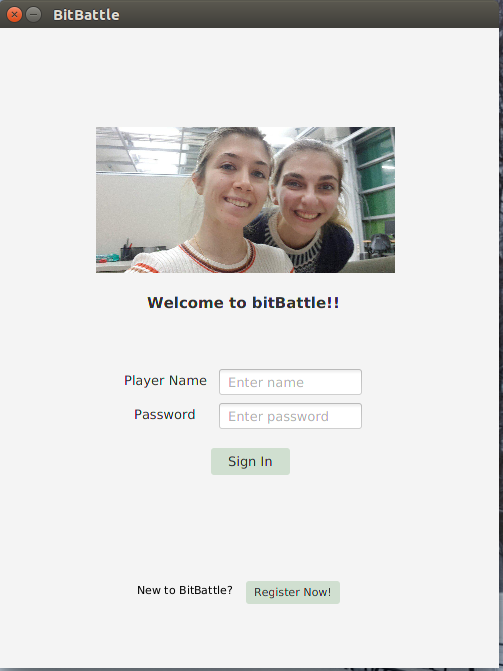 BitBattle
Welcome to bitBattle!!
Player Name Enter name
Password Enter password
Sign In
New to BitBattle? Register Now!